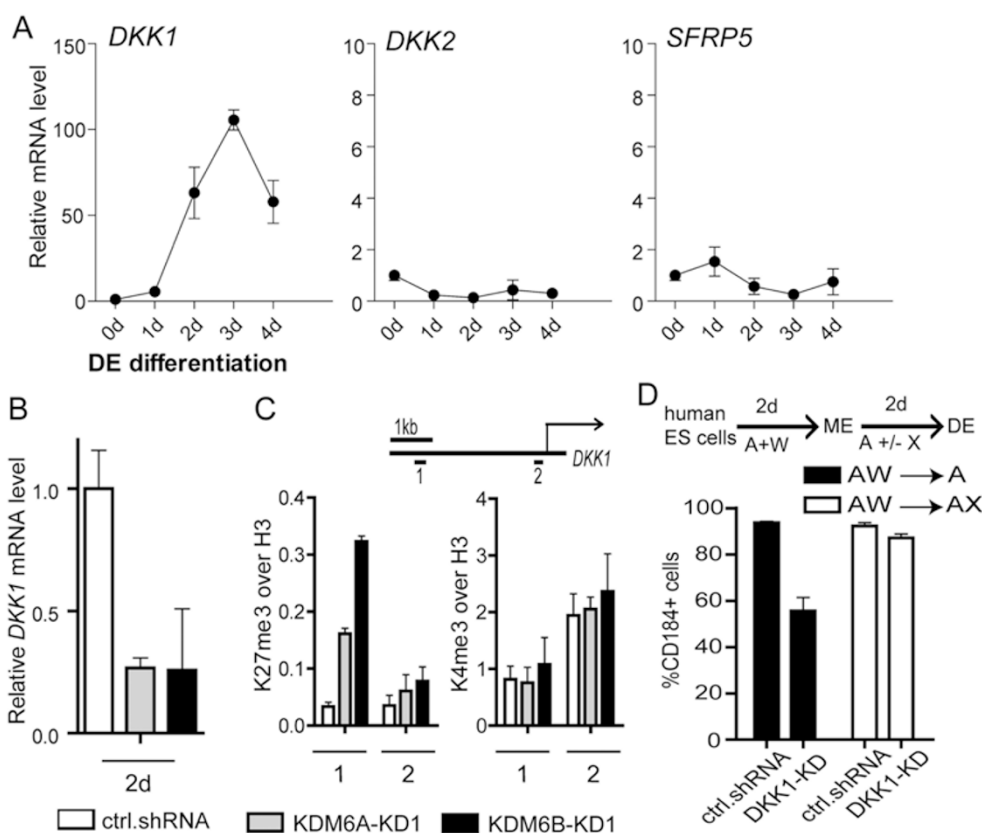 A
DKK1
DKK2
SFRP5
Relative mRNA level
150
100
50
0
10
8
6
4
2
0
10
8
6
4
2
0
0d 1d 2d 3d 4d
0d 1d 2d 3d 4d
0d 1d 2d 3d 4d
DE differentiation
B
Relative DKK1 mRNA level
1.0
0.5
0.0
2d
C
1kb
DKK1
1 2
K27me3 over H3
0.4
0.3
0.2
0.1
0.0
1 2
K4me3 over H3
4
3
2
1
0
1 2
D
human
ES cells
2d
A+W
ME
2d
A +/- X
DE
AW A
AW AX
%CD184+ cells
100
80
60
40
20
0
ctrl.shRNA
DKK1-KD
ctrl.shRNA
DKK1-KD
ctrl.shRNA KDM6A-KD1 KDM6B-KD1